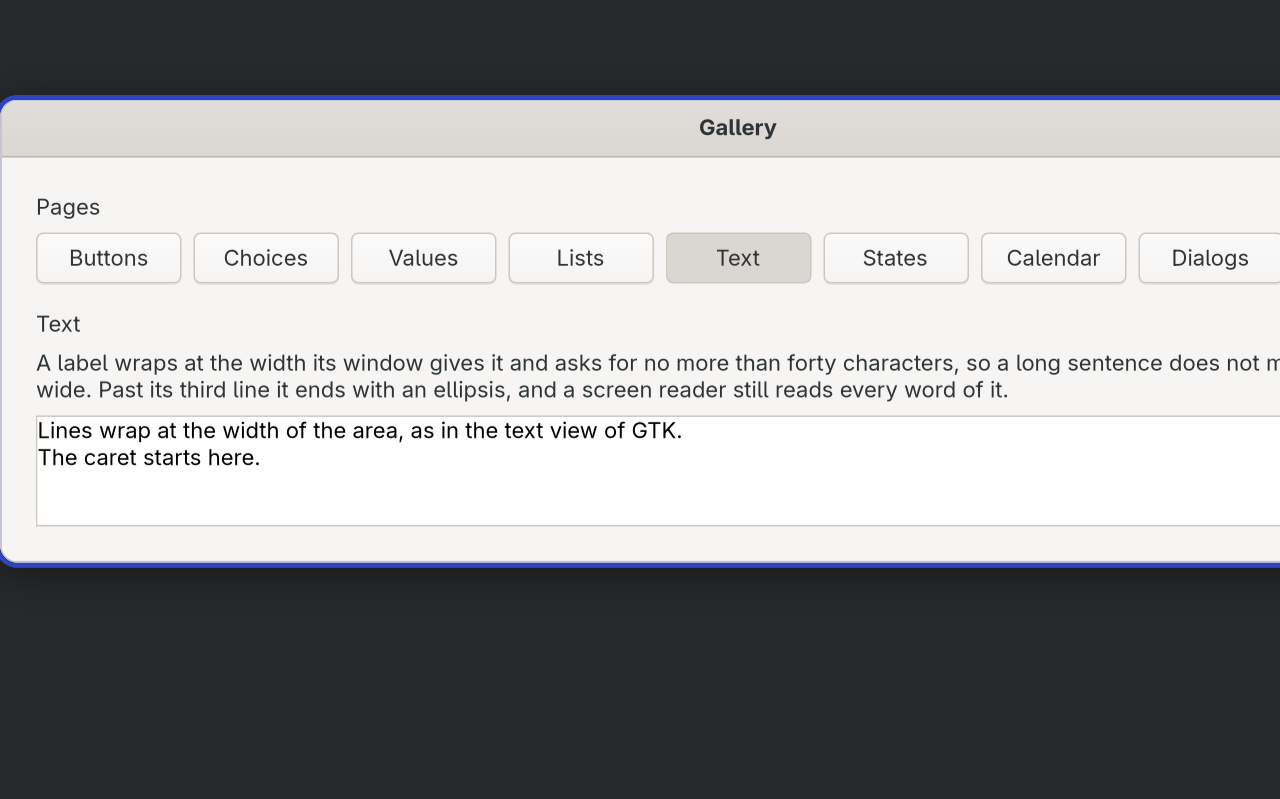 Gallery
Pages
Buttons Choices Values Lists Text States Calendar Dialogs
Text
A label wraps at the width its window gives it and asks for no more than forty characters, so a long sentence does not
wide. Past its third line it ends with an ellipsis, and a screen reader still reads every word of it.
Lines wrap at the width of the area, as in the text view of GTK.
The caret starts here.